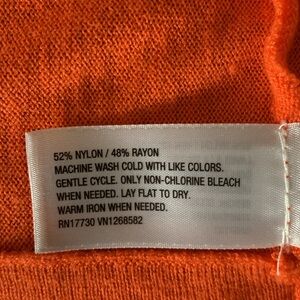 52% NYLON / 48% RAYON
MACHINE WASH COLD WITH LIKE COLORS.
GENTLE CYCLE. ONLY NON-CHLORINE BLEACH
WHEN NEEDED. LAY FLAT TO DRY.
WARM IRON WHEN NEEDED.
RN17730 VN1268582